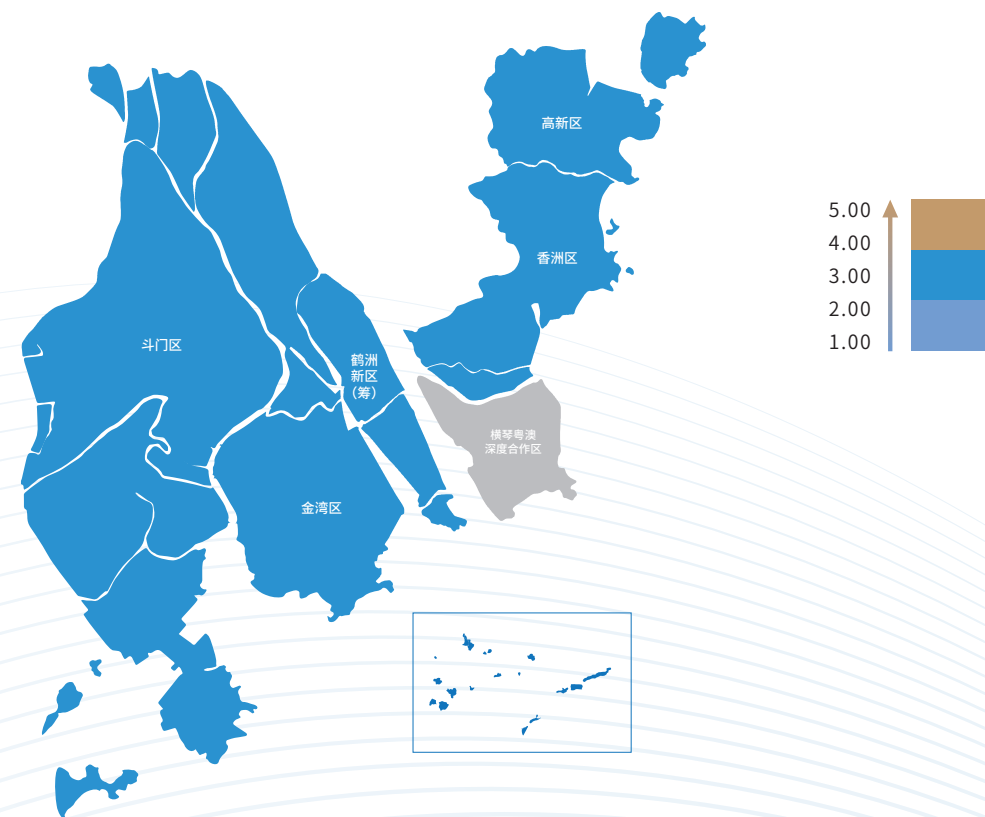 高新区
香洲区
斗门区
鹤洲
新区
（筹）
横琴粤澳
深度合作区
金湾区
5.00
4.00
3.00
2.00
1.00